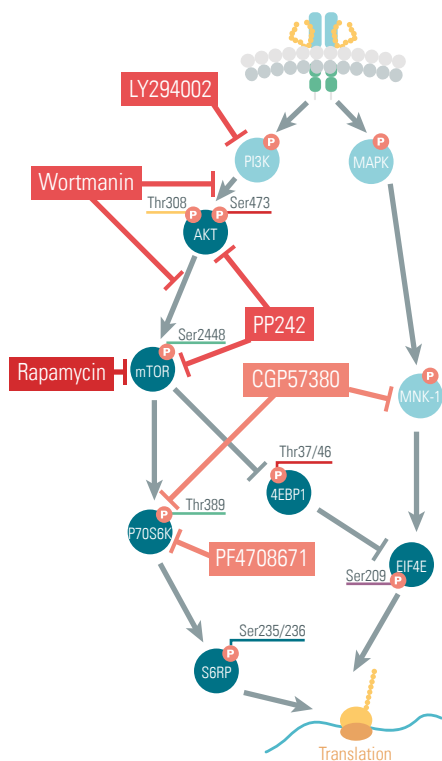 LY294002
P
P
PI3K
MAPK
Wortmanin
Thr308
P
P
Ser473
AKT
PP242
Ser2448
P
mTOR
Rapamycin
CGP57380
P
MNK-1
Thr37/46
P
4EBP1
Thr389
P
P70S6K
PF4708671
EIF4E
Ser209
P
Ser235/236
P
S6RP
Translation